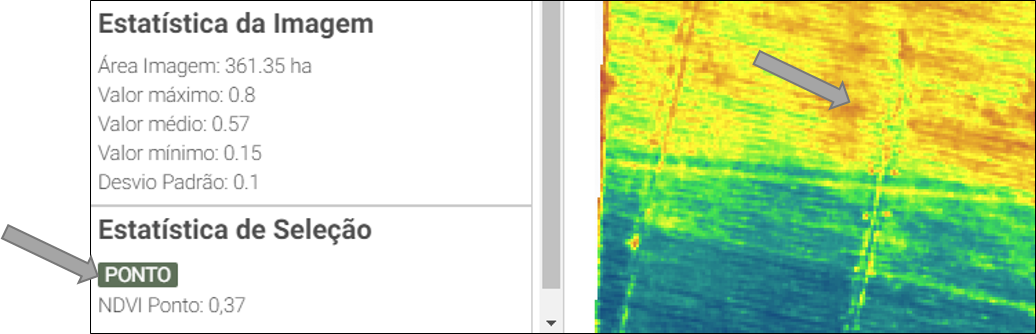 Estatística da Imagem
Área Imagem: 361.35 ha
Valor máximo: 0.8
Valor médio: 0.57
Valor mínimo: 0.15
Desvio Padrão: 0.1
Estatística de Seleção
PONTO
NDVI Ponto: 0,37